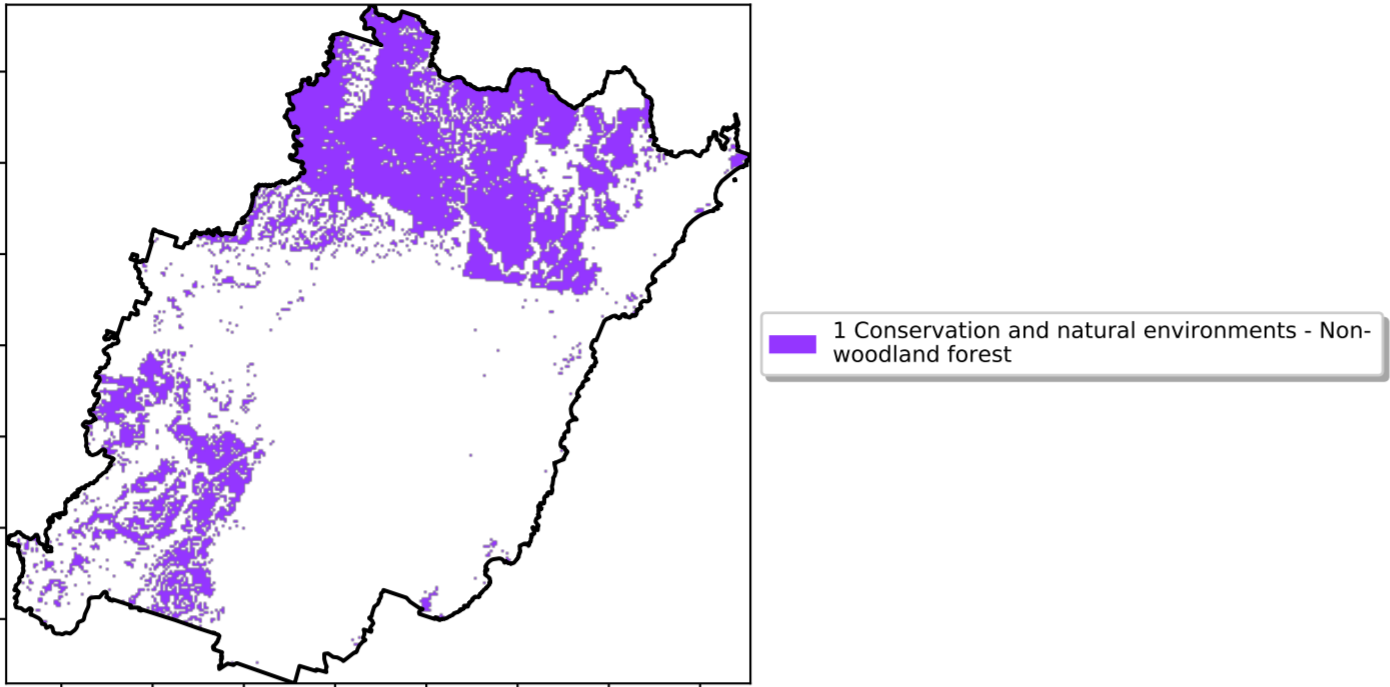 1 Conservation and natural environments - Non-
woodland forest